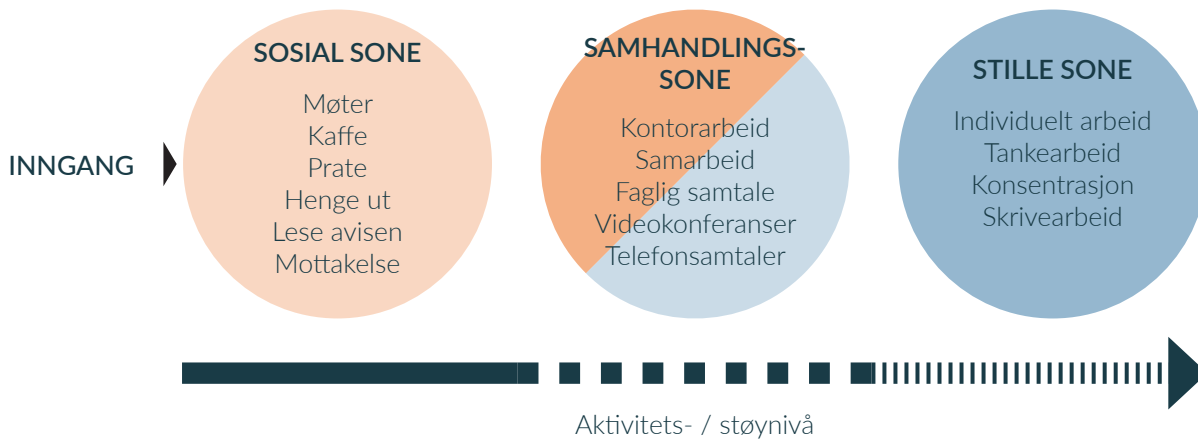 INNGANG
SOSIAL SONE
Møter
Kaffe
Prate
Henge ut
Lese avisen
Mottakelse
SAMHANDLINGS-
SONE
Kontorarbeid
Samarbeid
Faglig samtale
Videokonferanser
Telefonsamtaler
STILLE SONE
Individuelt arbeid
Tankearbeid
Konsentrasjon
Skrivearbeid
Aktivitets- / støynivå